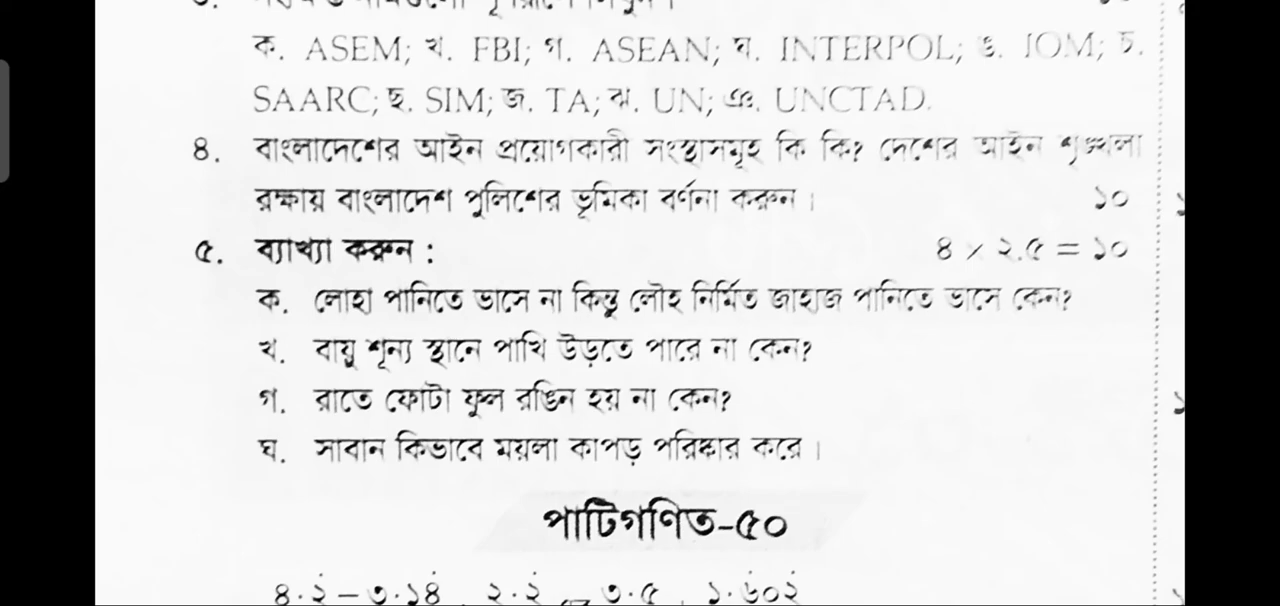 ক. ASEM; খ. FBI; গ. ASEAN; ঘ. INTERPOL; ঙ. IOM; চ.
SAARC; ছ. SIM; জ. TA; ঝ. UN; ঞ. UNCTAD.
৪. বাংলাদেশের আইন প্রয়োগকারী সংস্থাসমূহ কি কি? দেশের আইন শৃঙ্খলা
রক্ষায় বাংলাদেশ পুলিশের ভূমিকা বর্ণনা করুন। ১০
৫. ব্যাখ্যা করুন : ৪ × ২.৫ = ১০
ক. লোহা পানিতে ভাসে না কিন্তু লৌহ নির্মিত জাহাজ পানিতে ভাসে কেন?
খ. বায়ু শূন্য স্থানে পাখি উড়তে পারে না কেন?
গ. রাতে ফোটা ফুল রঙিন হয় না কেন?
ঘ. সাবান কিভাবে ময়লা কাপড় পরিষ্কার করে।
পাটিগণিত-৫০